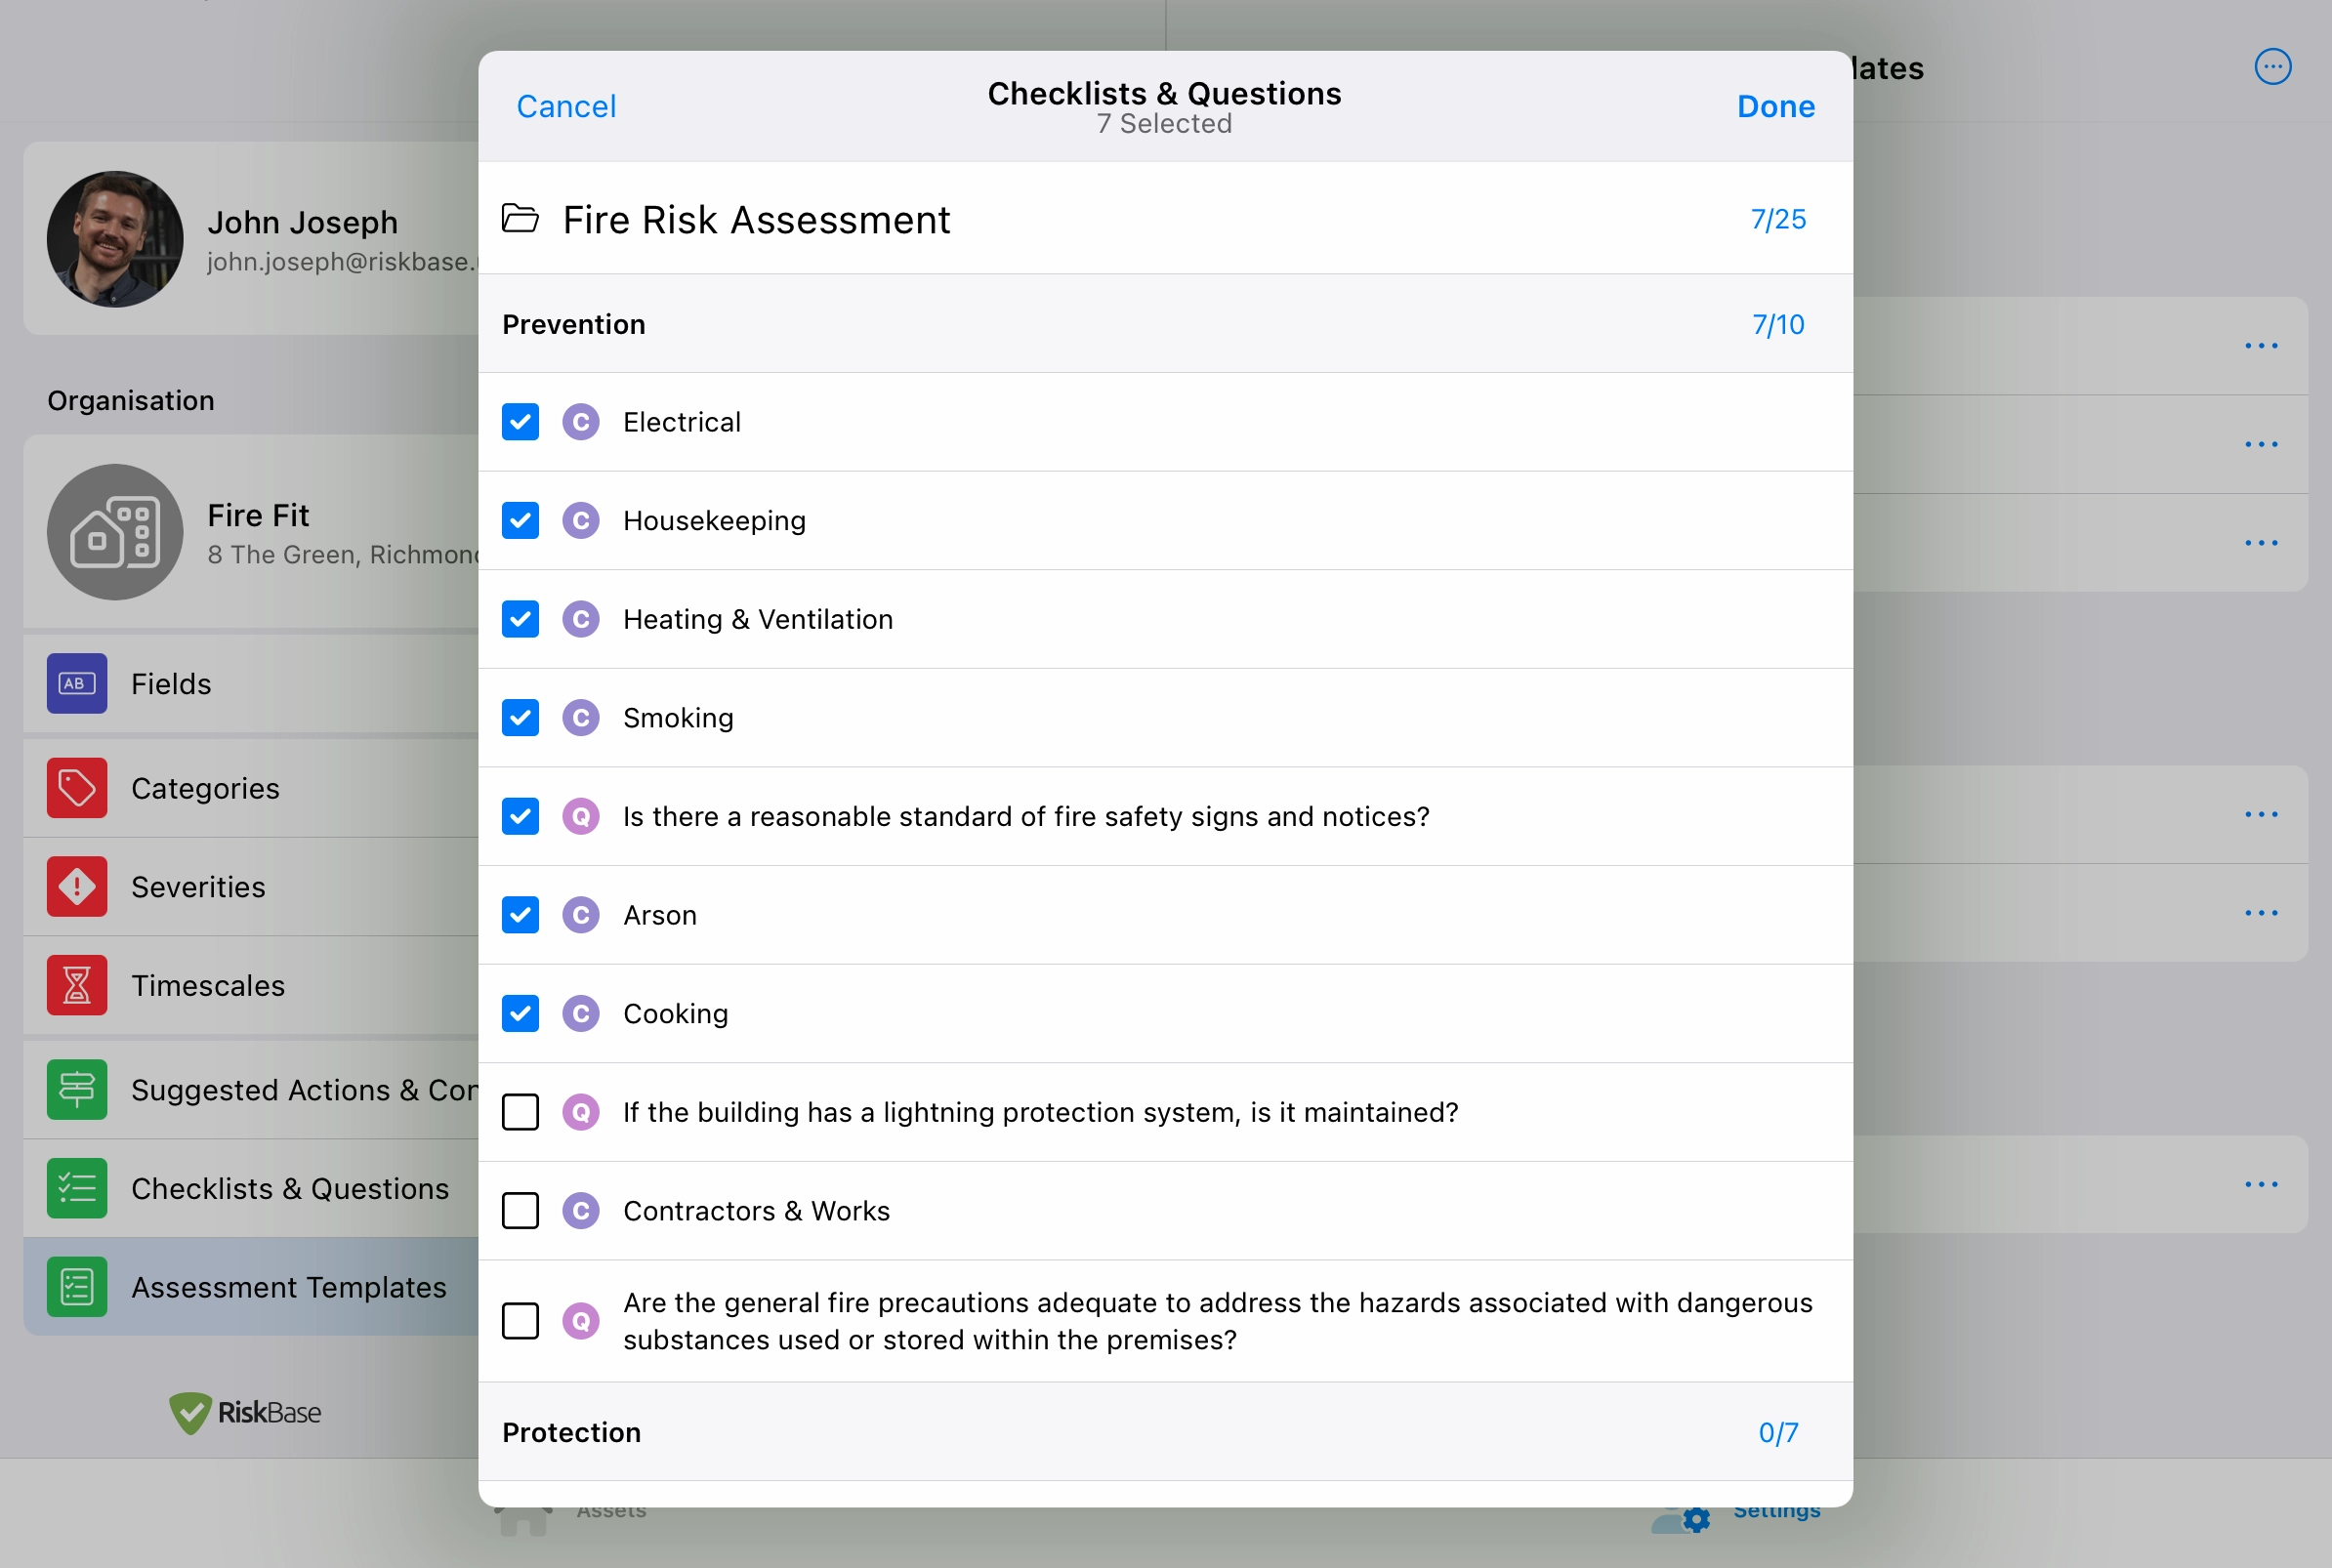 lates
Cancel
Checklists & Questions
7 Selected
Done
John Joseph
john.joseph@riskbase.
Organisation
Fire Fit
8 The Green, Richmond
AB
Fields
Categories
Severities
Timescales
Suggested Actions & Con
Checklists & Questions
Assessment Templates
RiskBase
Fire Risk Assessment
7/25
Prevention
7/10
C
Electrical
C
Housekeeping
C
Heating & Ventilation
C
Smoking
Q
Is there a reasonable standard of fire safety signs and notices?
C
Arson
C
Cooking
Q
If the building has a lightning protection system, is it maintained?
C
Contractors & Works
Q
Are the general fire precautions adequate to address the hazards associated with dangerous
substances used or stored within the premises?
Protection
0/7
Assets
Settings